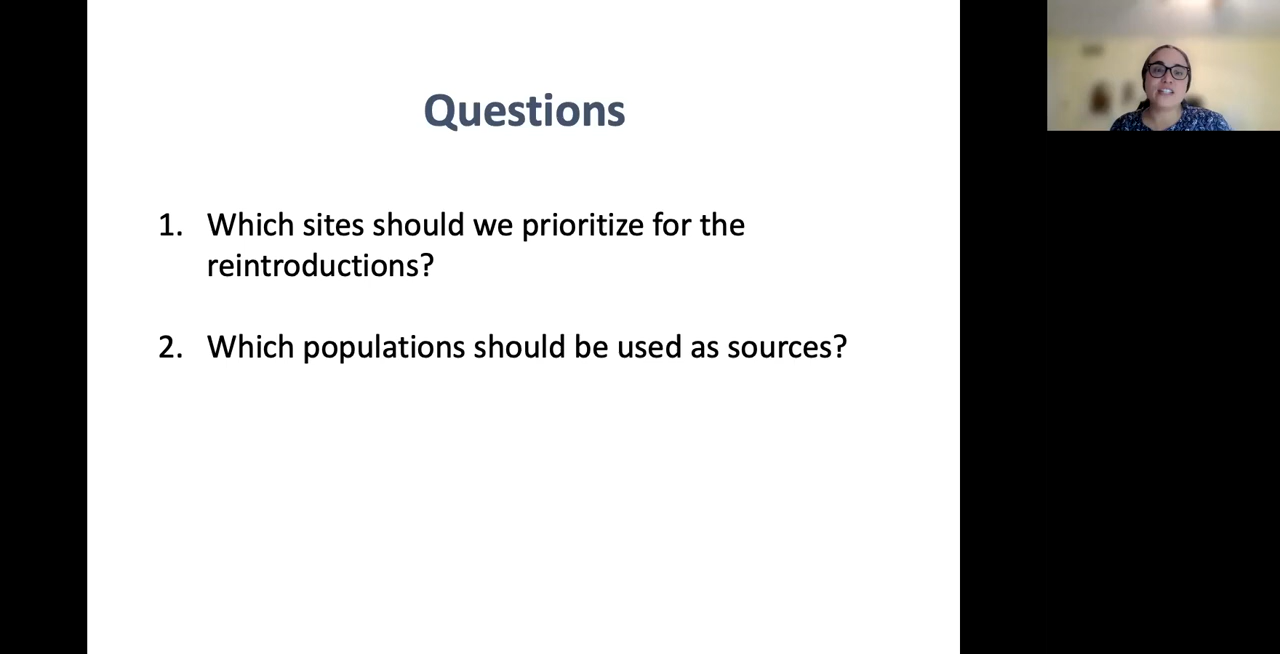 Questions
1. Which sites should we prioritize for the
reintroductions?
2. Which populations should be used as sources?